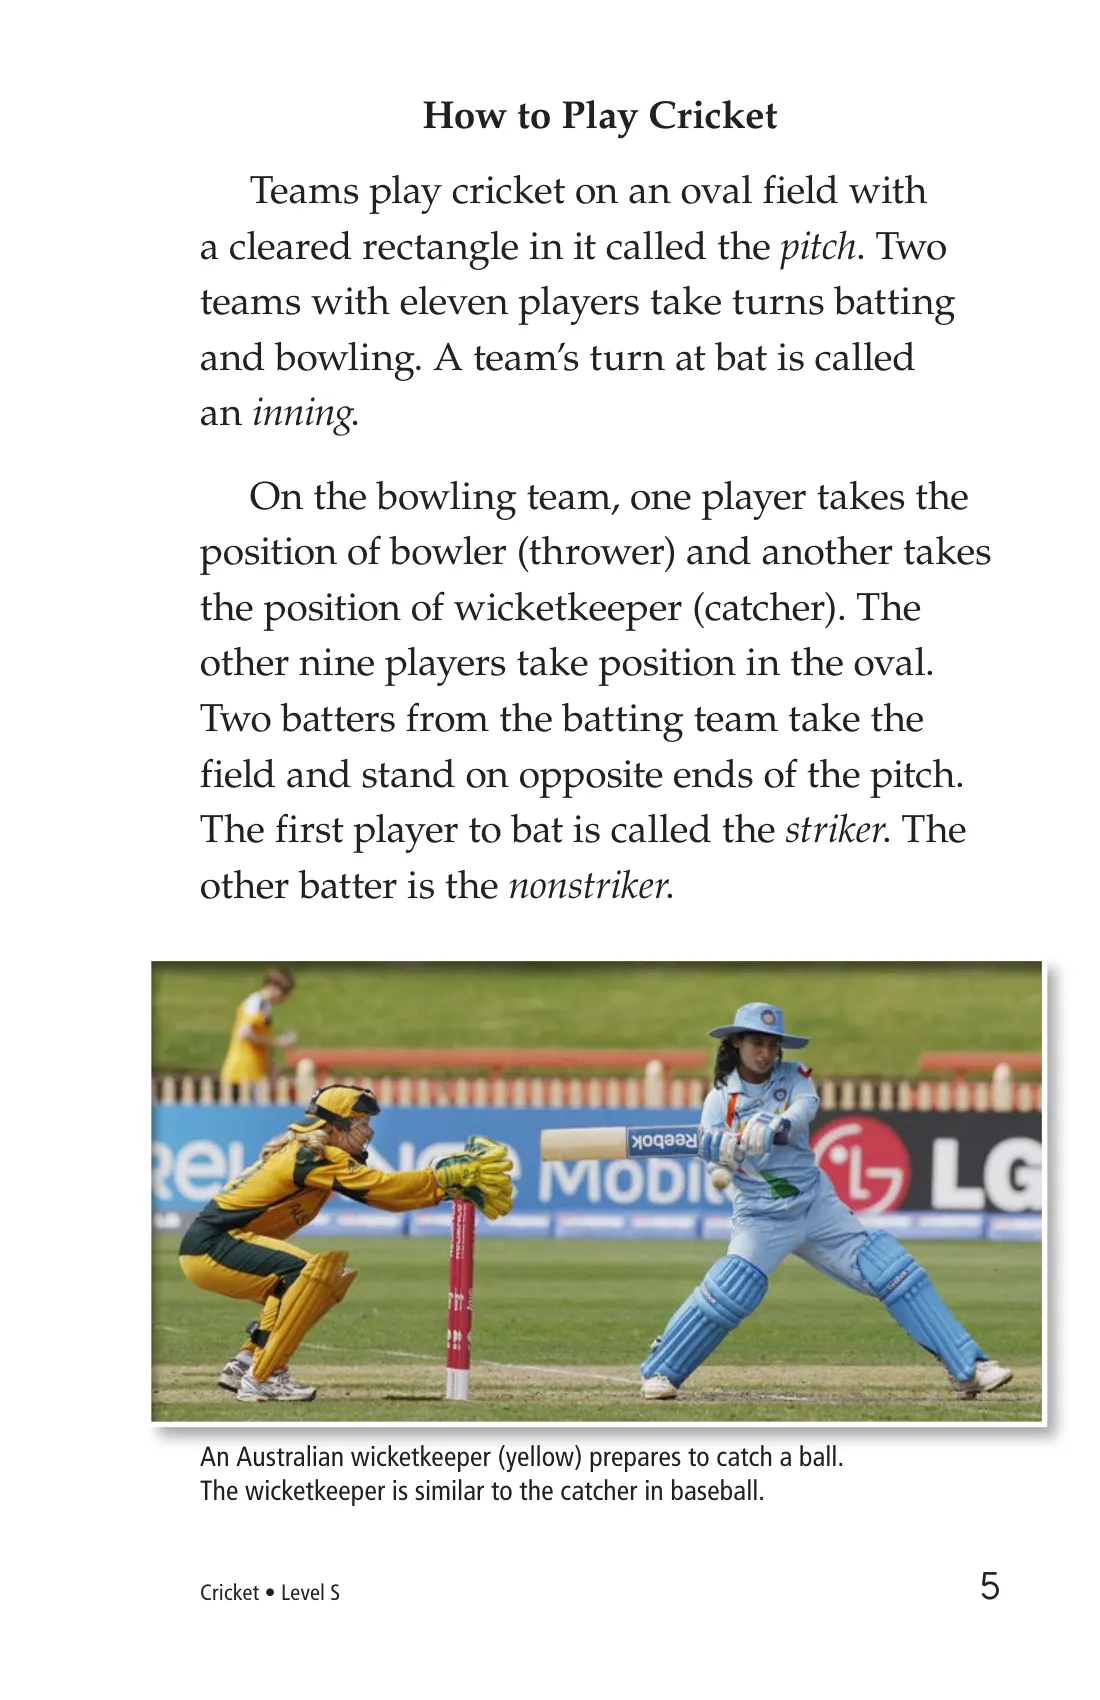 How to Play Cricket
Teams play cricket on an oval field with
a cleared rectangle in it called the pitch. Two
teams with eleven players take turns batting
and bowling. A team’s turn at bat is called
an inning.
On the bowling team, one player takes the
position of bowler (thrower) and another takes
the position of wicketkeeper (catcher). The
other nine players take position in the oval.
Two batters from the batting team take the
field and stand on opposite ends of the pitch.
The first player to bat is called the striker. The
other batter is the nonstriker.
Reebok
Mobil
LG
An Australian wicketkeeper (yellow) prepares to catch a ball.
The wicketkeeper is similar to the catcher in baseball.
Cricket • Level S
5